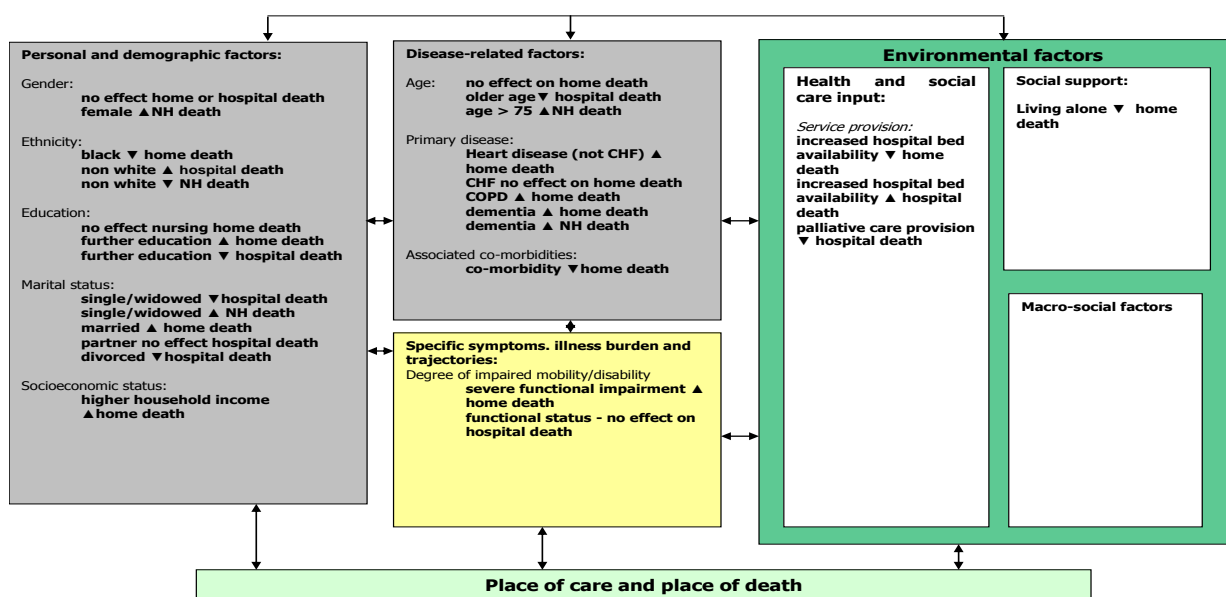 Personal and demographic factors:
Gender:
no effect home or hospital death
female ▲NH death
Ethnicity:
black ▼ home death
non white ▲ hospital death
non white ▼ NH death
Education:
no effect nursing home death
further education ▲ home death
further education ▼ hospital death
Marital status:
single/widowed ▼hospital death
single/widowed ▲ NH death
married ▲ home death
partner no effect hospital death
divorced ▼hospital death
Socioeconomic status:
higher household income
▲home death
Disease-related factors:
Age: no effect on home death
older age▼ hospital death
age > 75 ▲NH death
Primary disease:
Heart disease (not CHF) ▲
home death
CHF no effect on home death
COPD ▲ home death
dementia ▲ home death
dementia ▲ NH death
Associated co-morbidities:
co-morbidity ▼home death
Specific symptoms. illness burden and
trajectories:
Degree of impaired mobility/disability
severe functional impairment ▲
home death
functional status - no effect on
hospital death
Environmental factors
Health and social
care input:
Service provision:
increased hospital bed
availability ▼ home
death
increased hospital bed
availability ▲ hospital
death
palliative care provision
▼ hospital death
Social support:
Living alone ▼ home
death
Macro-social factors
Place of care and place of death